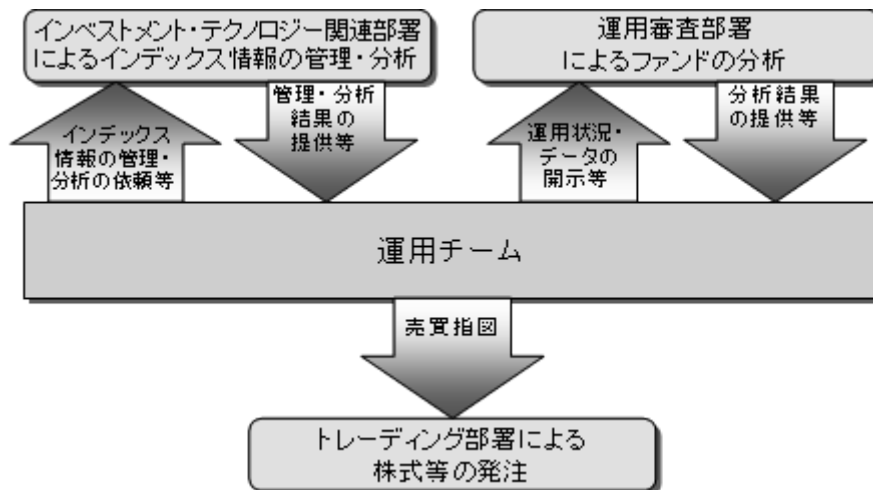 インベストメント・テクノロジー関連部署
によるインデックス情報の管理・分析
運用審査部署
によるファンドの分析
インデックス
情報の管理・
分析の依頼等
管理・分析
結果の
提供等
運用状況・
データの
開示等
分析結果
の提供等
運用チーム
売買指図
トレーディング部署による
株式等の発注